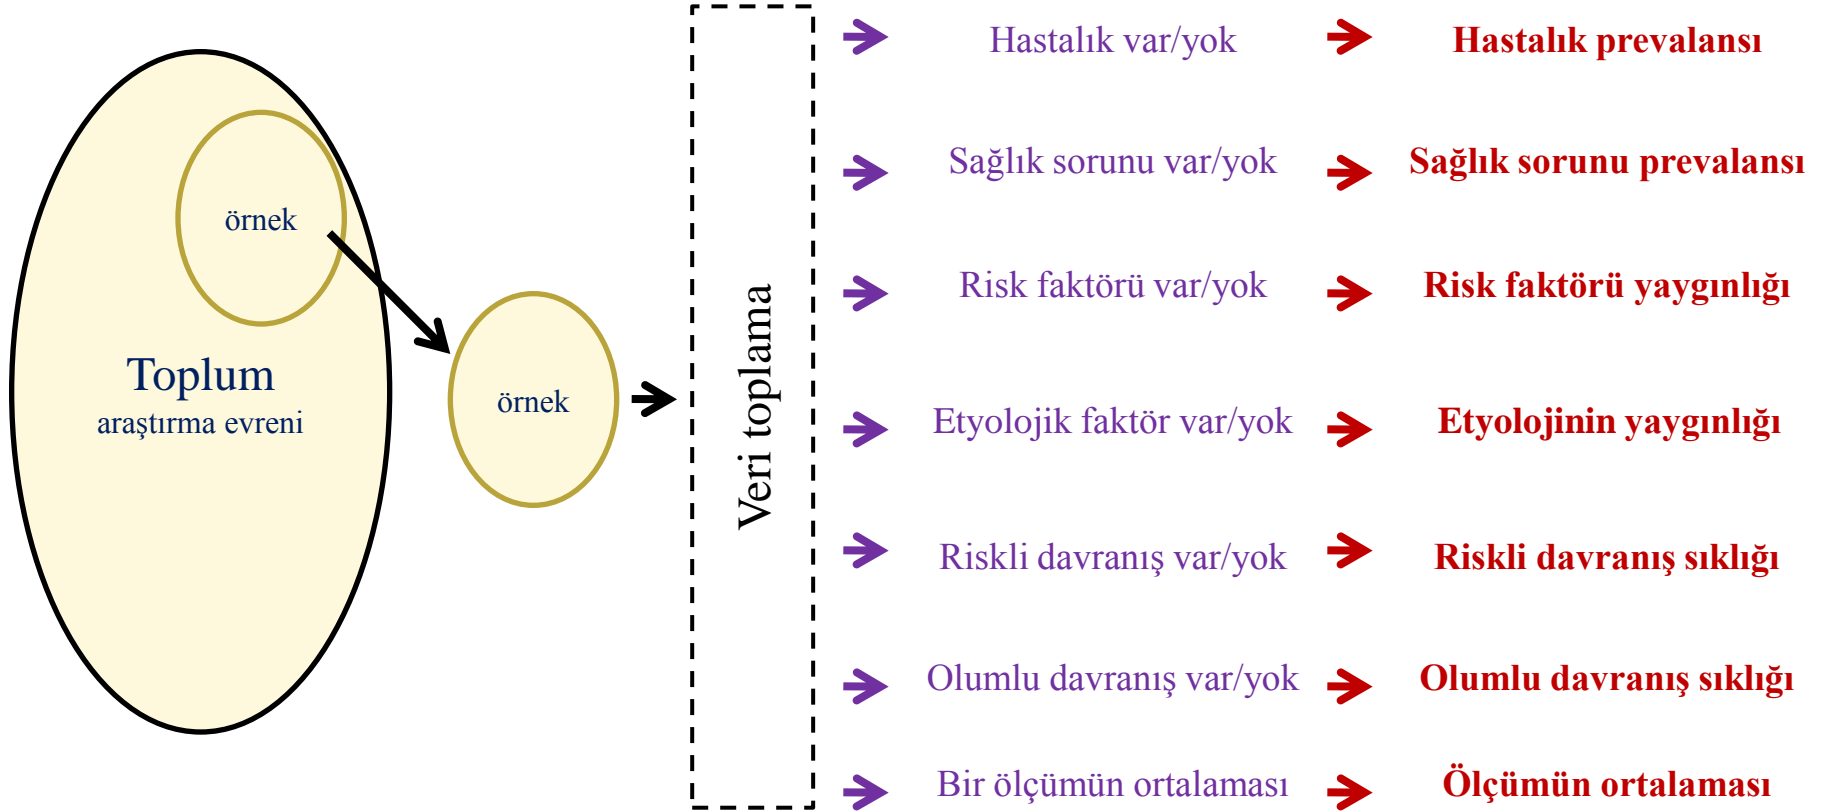 örnek
Toplum
araştırma evreni
örnek
Veri toplama
Hastalık var/yok
Hastalık prevalansı
Sağlık sorunu var/yok
Sağlık sorunu prevalansı
Risk faktörü var/yok
Risk faktörü yaygınlığı
Etyolojik faktör var/yok
Etyolojinin yaygınlığı
Riskli davranış var/yok
Riskli davranış sıklığı
Olumlu davranış var/yok
Olumlu davranış sıklığı
Bir ölçümün ortalaması
Ölçümün ortalaması